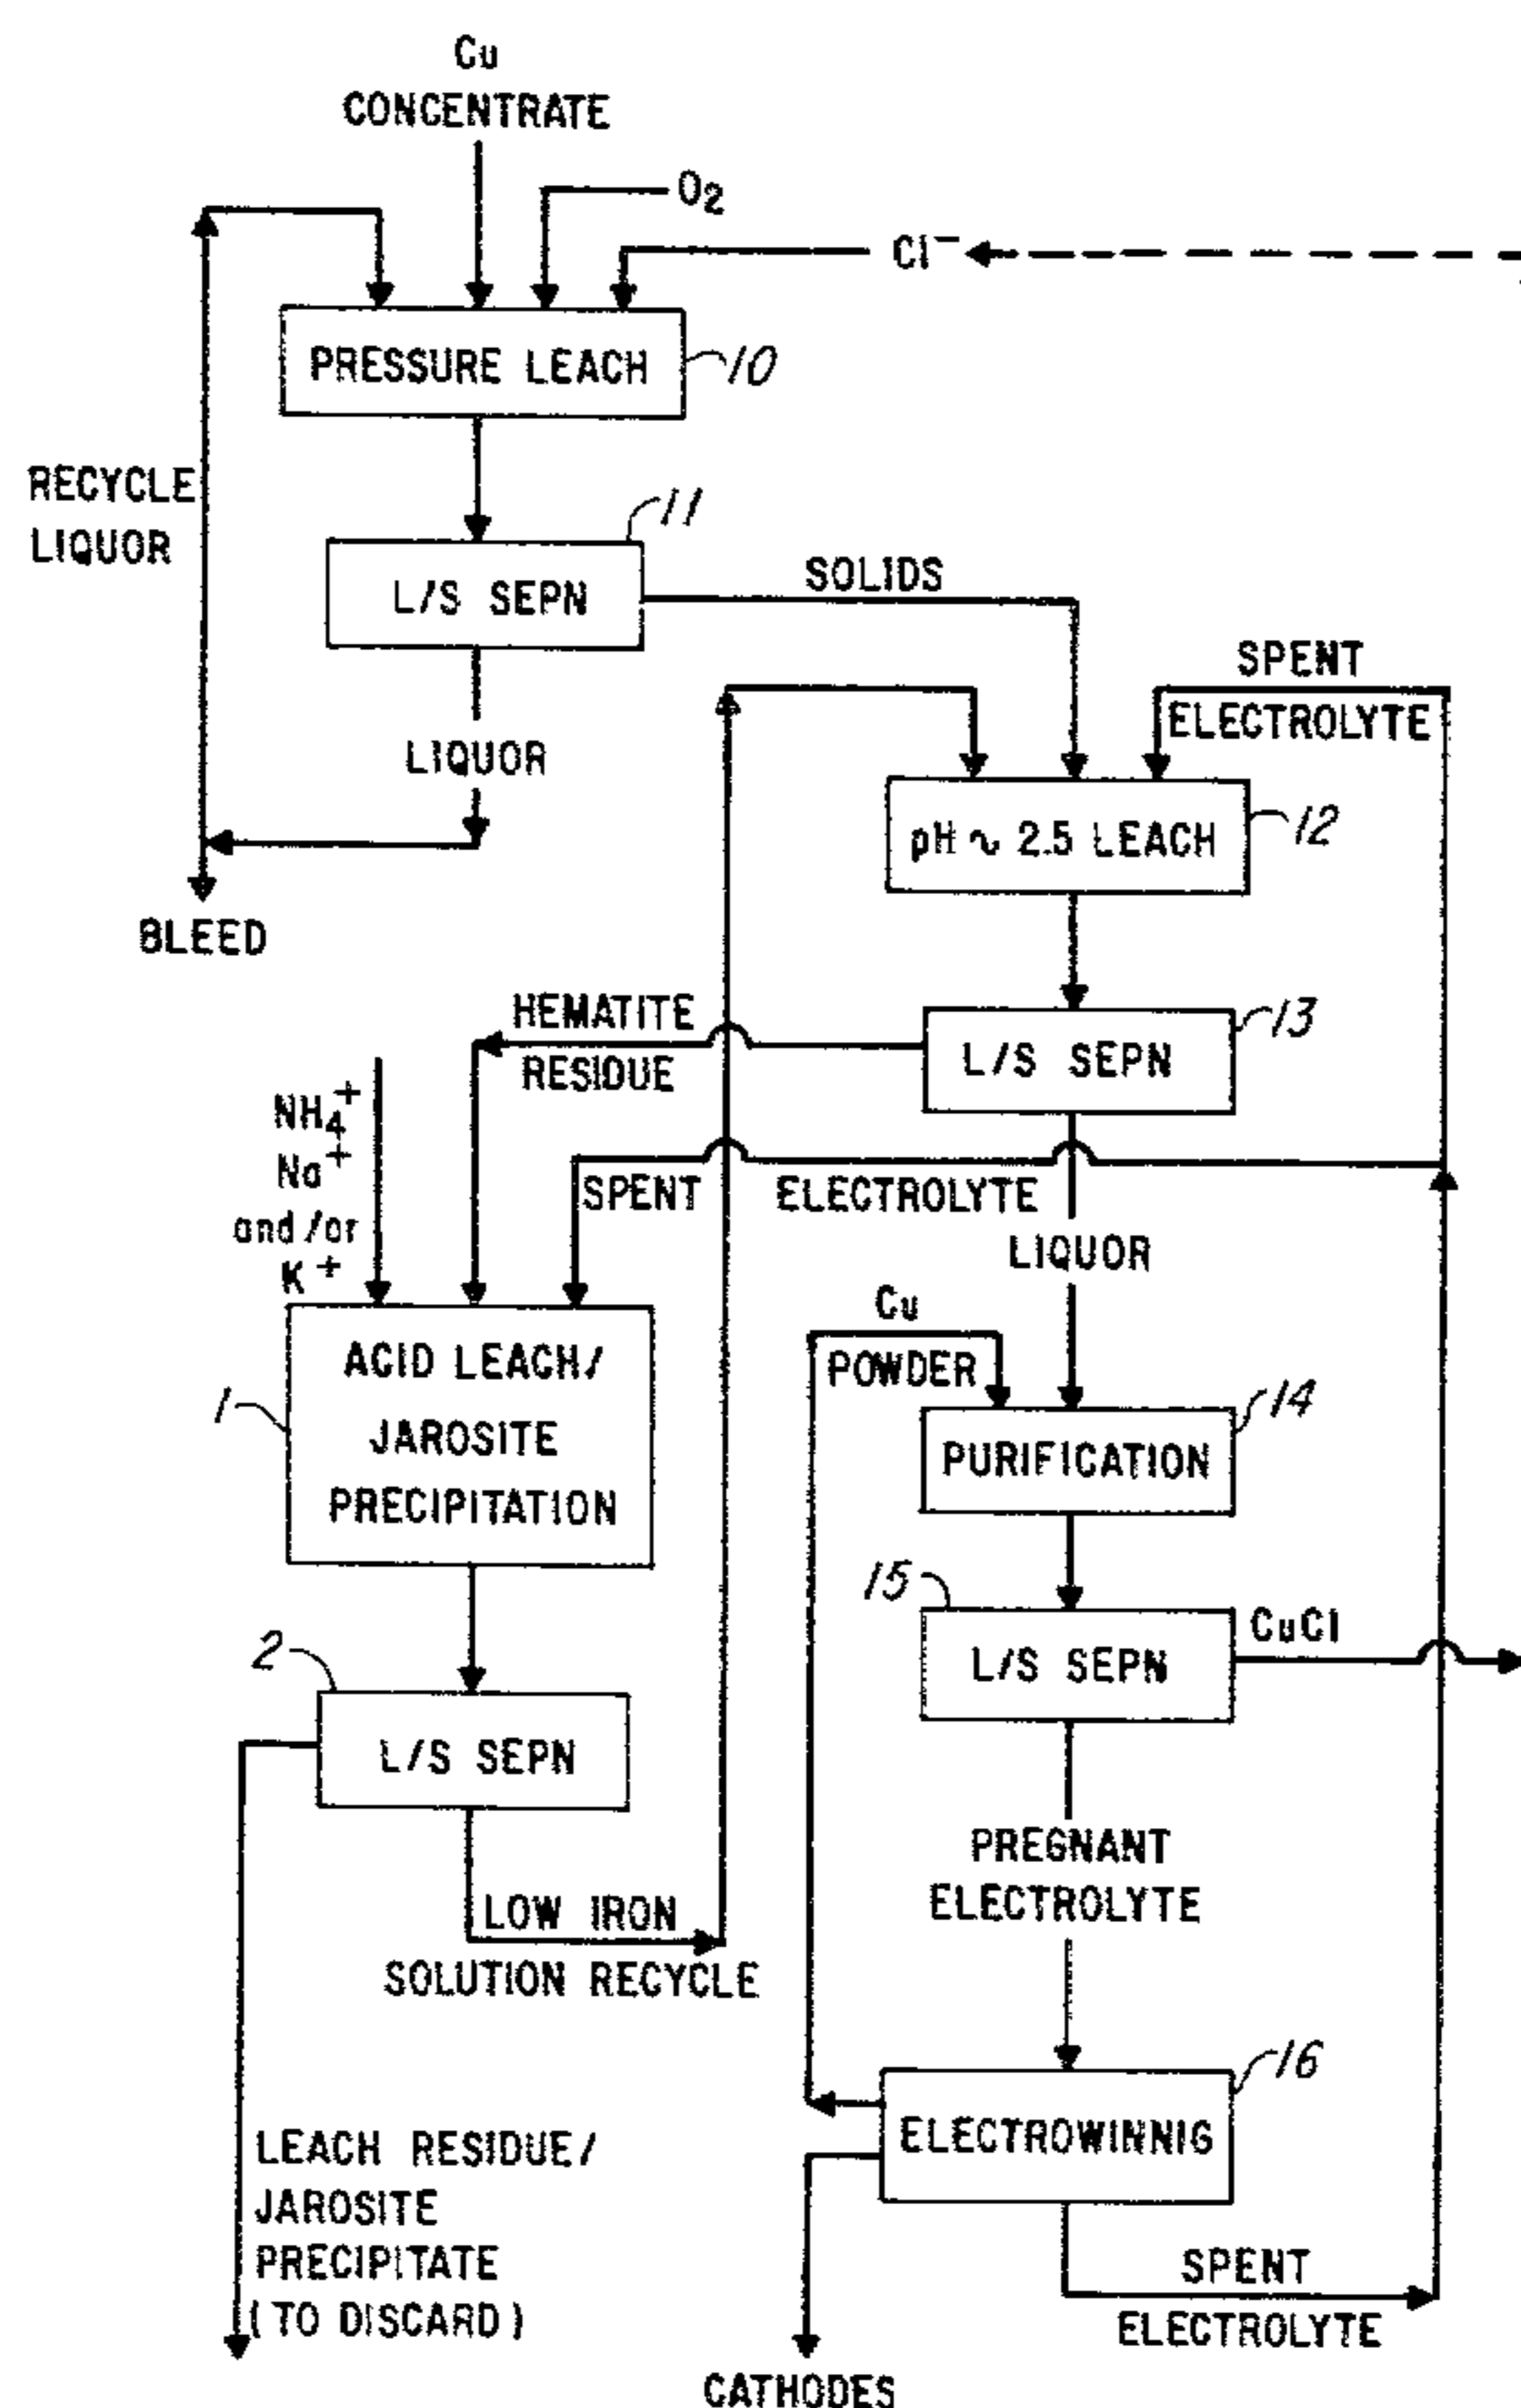 Cu
CONCENTRATE
O2
Cl−
PRESSURE LEACH
10
RECYCLE
LIQUOR
11
L/S SEPN
SOLIDS
SPENT
ELECTROLYTE
LIQUOR
pH ∿ 2.5 LEACH
12
BLEED
HEMATITE
RESIDUE
13
L/S SEPN
NH4+
Na+
and/or
K+
SPENT ELECTROLYTE
LIQUOR
Cu
POWDER
ACID LEACH/
JAROSITE
PRECIPITATION
1
14
PURIFICATION
15
L/S SEPN
CuCl
2
L/S SEPN
PREGNANT
ELECTROLYTE
LOW IRON
SOLUTION RECYCLE
16
ELECTROWINNIG
LEACH RESIDUE/
JAROSITE
PRECIPITATE
(TO DISCARD)
SPENT
ELECTROLYTE
CATHODES